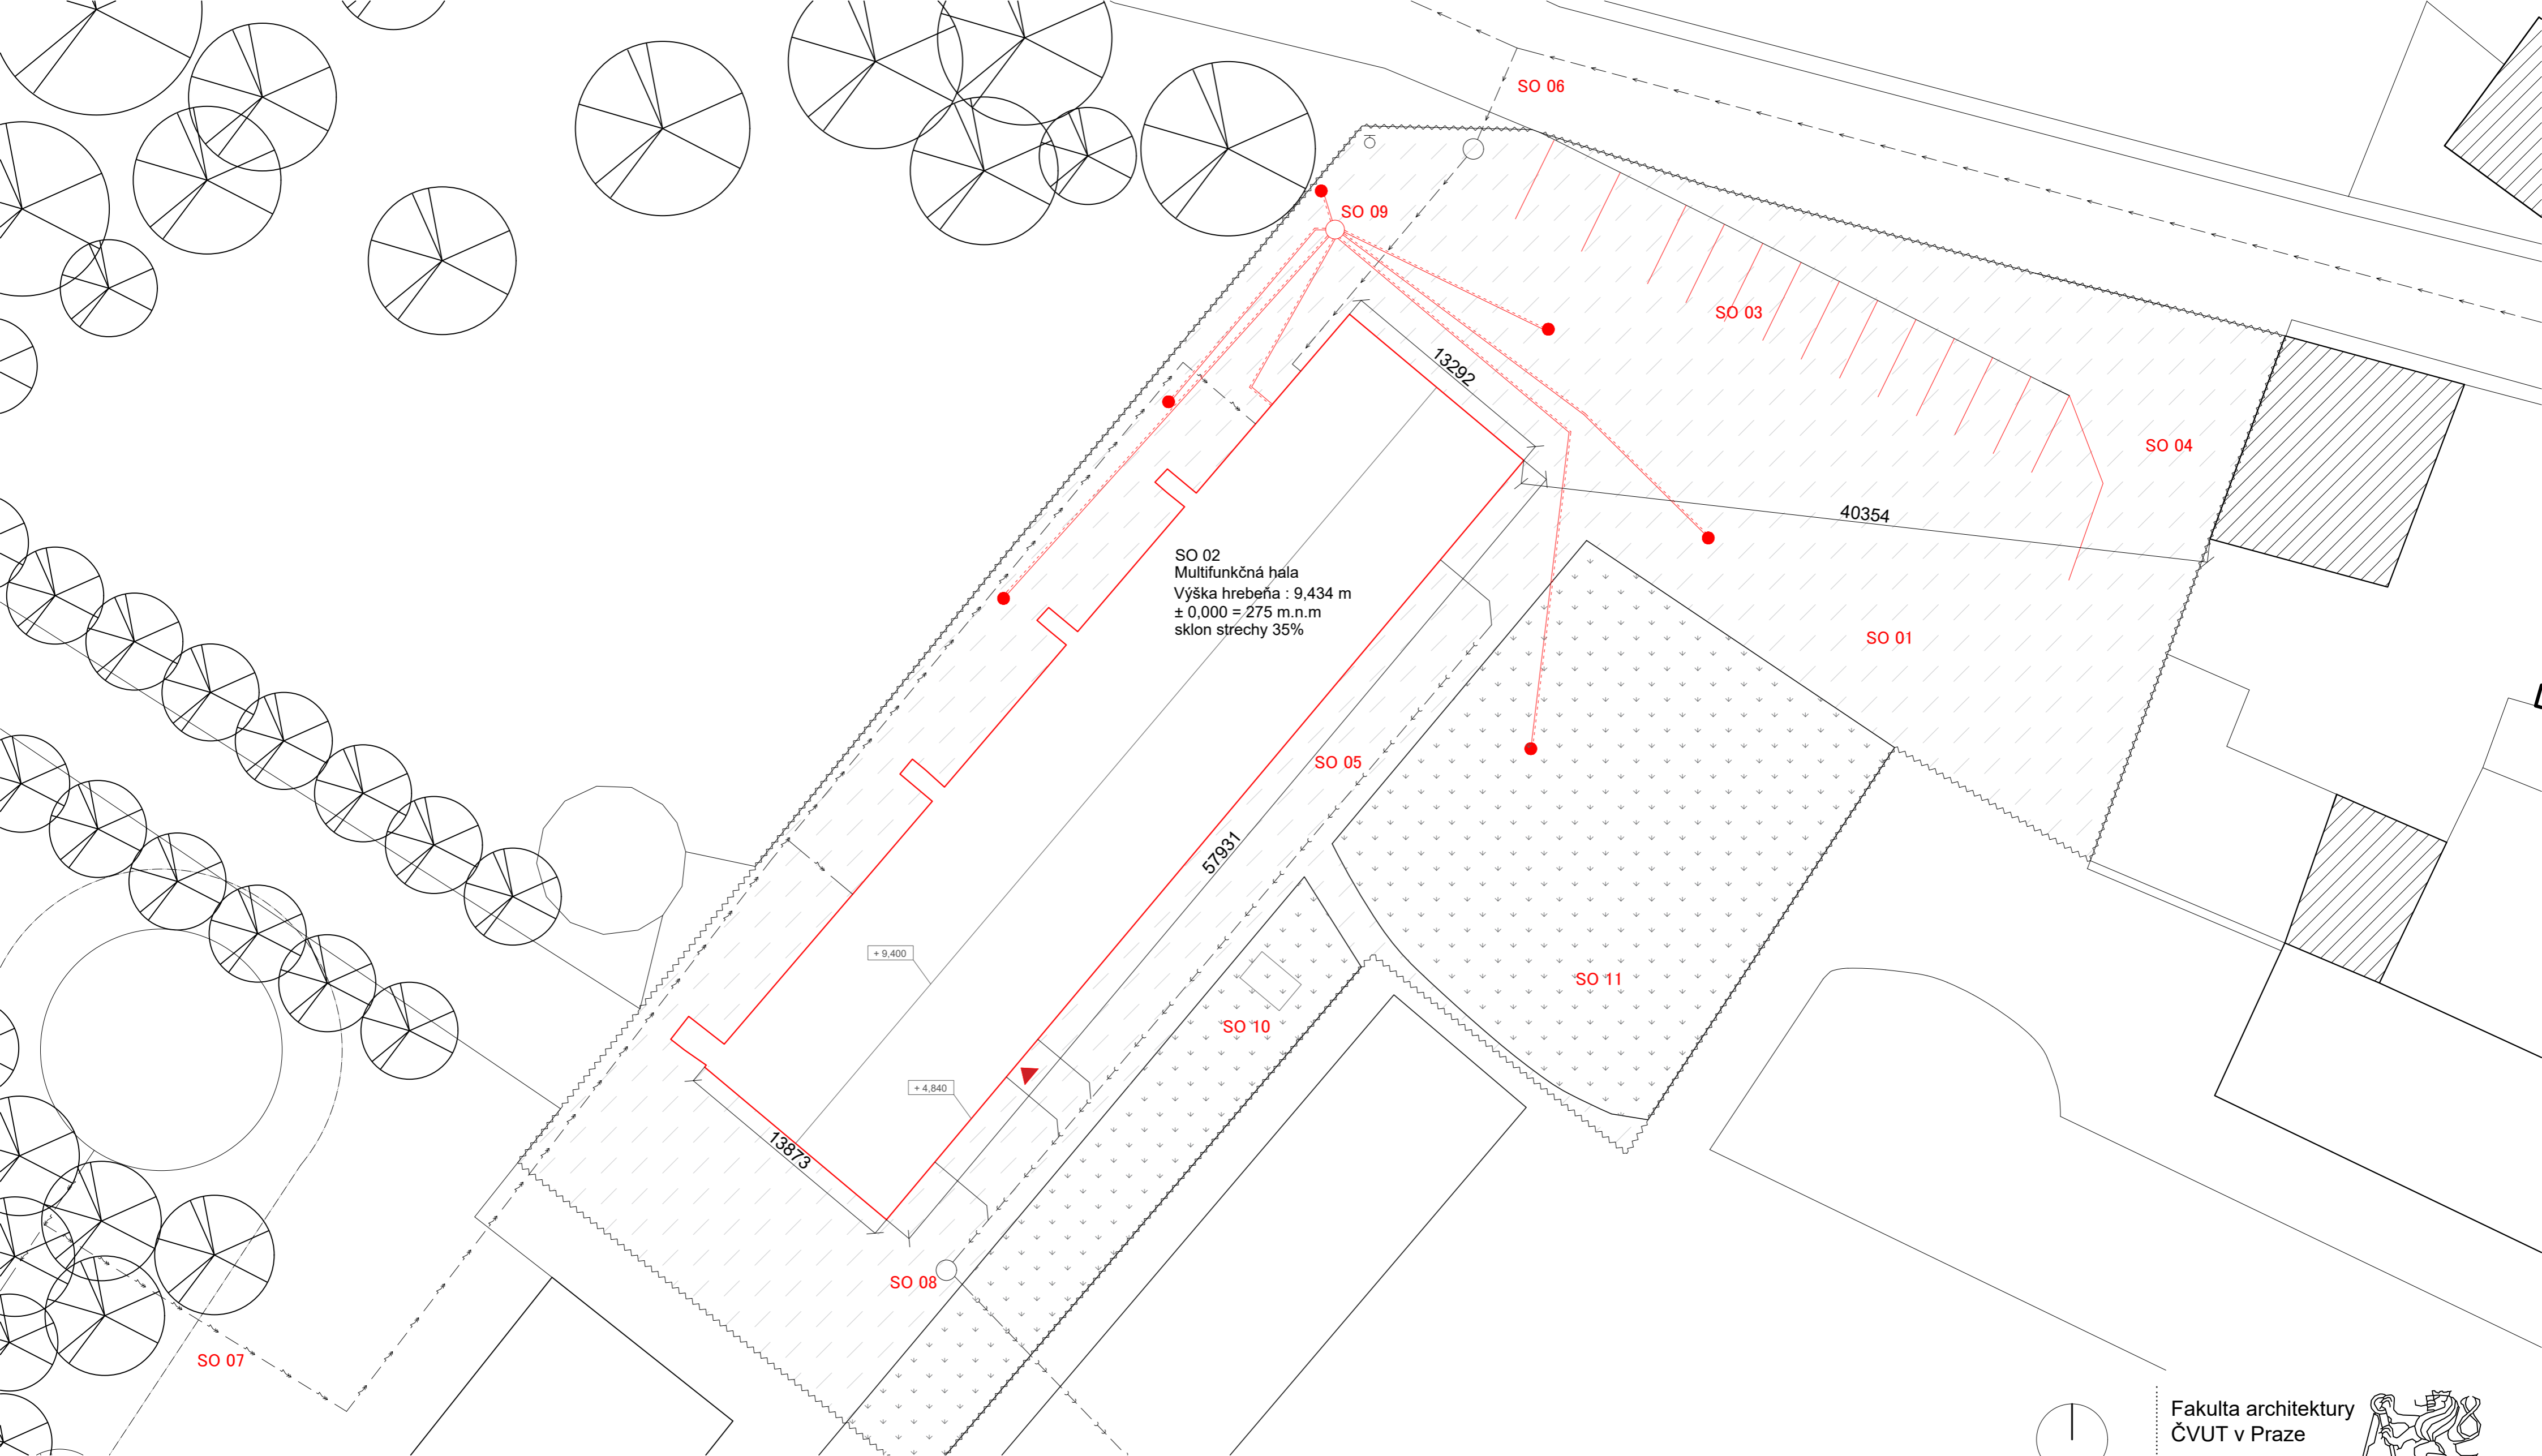 SO 06
SO 09
SO 03
13292
SO 04
40354
SO 02
Multifunkčná hala
Výška hrebeňa : 9,434 m
± 0,000 = 275 m.n.m
sklon strechy 35%
SO 01
SO 05
57931
+ 9,400
SO 11
SO 10
+ 4,840
13873
SO 08
SO 07
Fakulta architektury
ČVUT v Praze